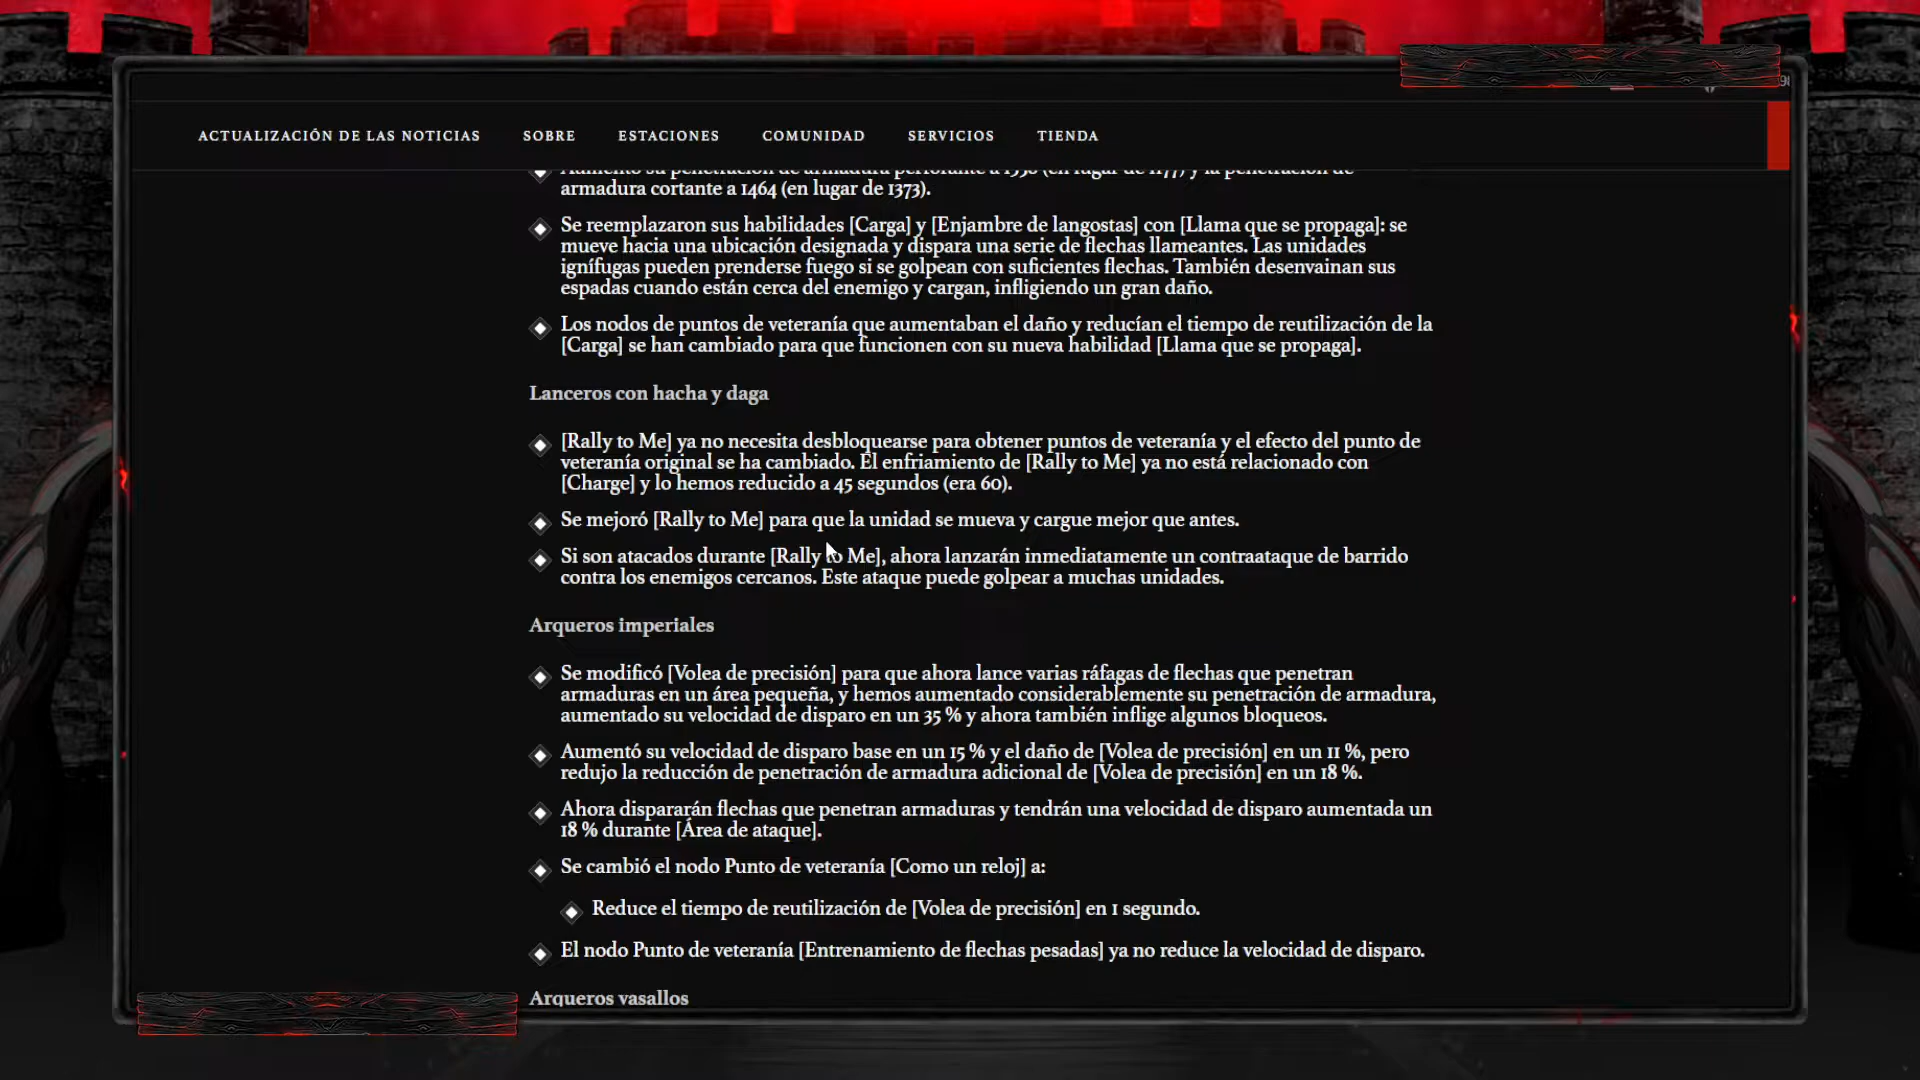 ACTUALIZACIÓN DE LAS NOTICIAS SOBRE ESTACIONES COMUNIDAD SERVICIOS TIENDA
armadura cortante a 1464 (en lugar de 1373).
Se reemplazaron sus habilidades [Carga] y [Enjambre de langostas] con [Llama que se propaga]: se
mueve hacia una ubicación designada y dispara una serie de flechas llameantes. Las unidades
ignífugas pueden prenderse fuego si se golpean con suficientes flechas. También desenvainan sus
espadas cuando están cerca del enemigo y cargan, infligiendo un gran daño.
Los nodos de puntos de veteranía que aumentaban el daño y reducían el tiempo de reutilización de la
[Carga] se han cambiado para que funcionen con su nueva habilidad [Llama que se propaga].
Lanceros con hacha y daga
[Rally to Me] ya no necesita desbloquearse para obtener puntos de veteranía y el efecto del punto de
veteranía original se ha cambiado. El enfriamiento de [Rally to Me] ya no está relacionado con
[Charge] y lo hemos reducido a 45 segundos (era 60).
Se mejoró [Rally to Me] para que la unidad se mueva y cargue mejor que antes.
Si son atacados durante [Rally to Me], ahora lanzarán inmediatamente un contraataque de barrido
contra los enemigos cercanos. Este ataque puede golpear a muchas unidades.
Arqueros imperiales
Se modificó [Volea de precisión] para que ahora lance varias ráfagas de flechas que penetran
armaduras en un área pequeña, y hemos aumentado considerablemente su penetración de armadura,
aumentado su velocidad de disparo en un 35 % y ahora también inflige algunos bloqueos.
Aumentó su velocidad de disparo base en un 15 % y el daño de [Volea de precisión] en un 11 %, pero
redujo la reducción de penetración de armadura adicional de [Volea de precisión] en un 18 %.
Ahora dispararán flechas que penetran armaduras y tendrán una velocidad de disparo aumentada un
18 % durante [Área de ataque].
Se cambió el nodo Punto de veteranía [Como un reloj] a:
Reduce el tiempo de reutilización de [Volea de precisión] en 1 segundo.
El nodo Punto de veteranía [Entrenamiento de flechas pesadas] ya no reduce la velocidad de disparo.
Arqueros vasallos